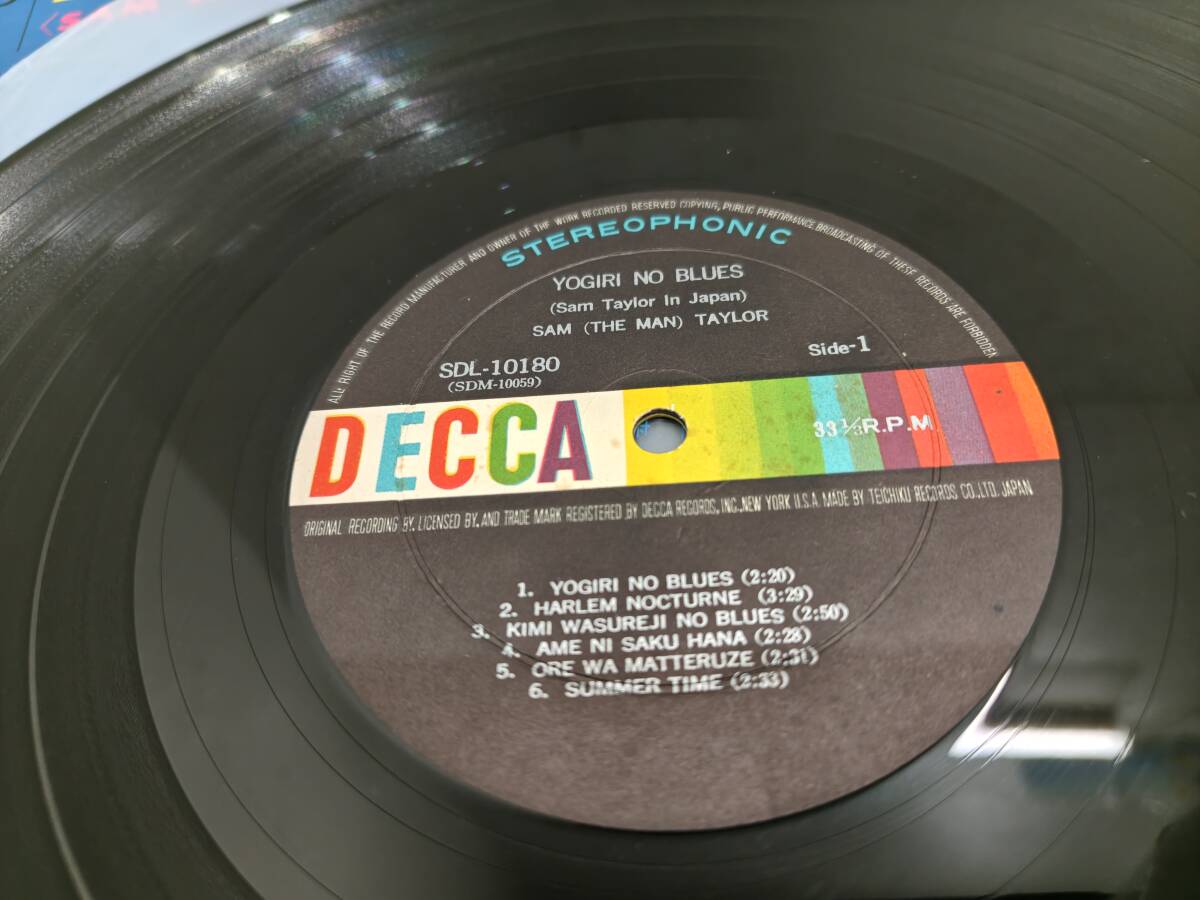 <SAM
ALL RIGHT OF THE RECORD MANUFACTURER AND OWNER OF THE WORK RECORDED RESERVED COPYING, PUBLIC PERFORMANCE, BROADCASTING OF THESE RECORDS ARE FORBIDDEN
STEREOPHONIC
YOGIRI NO BLUES
(Sam Taylor In Japan)
SAM (THE MAN) TAYLOR
SDL-10180
(SDM-10059)
Side-1
DECCA
33⅓R.P.M
ORIGINAL RECORDING BY, LICENSED BY, AND TRADE MARK REGISTERED BY DECCA RECORDS, INC., NEW YORK U.S.A. MADE BY TEICHIKU RECORDS CO., LTD. JAPAN
1. YOGIRI NO BLUES (2:20)
2. HARLEM NOCTURNE (3:29)
3. KIMI WASUREJI NO BLUES (2:50)
4. AME NI SAKU HANA (2:28)
5. ORE WA MATTERUZE (2:31)
6. SUMMER TIME (2:33)